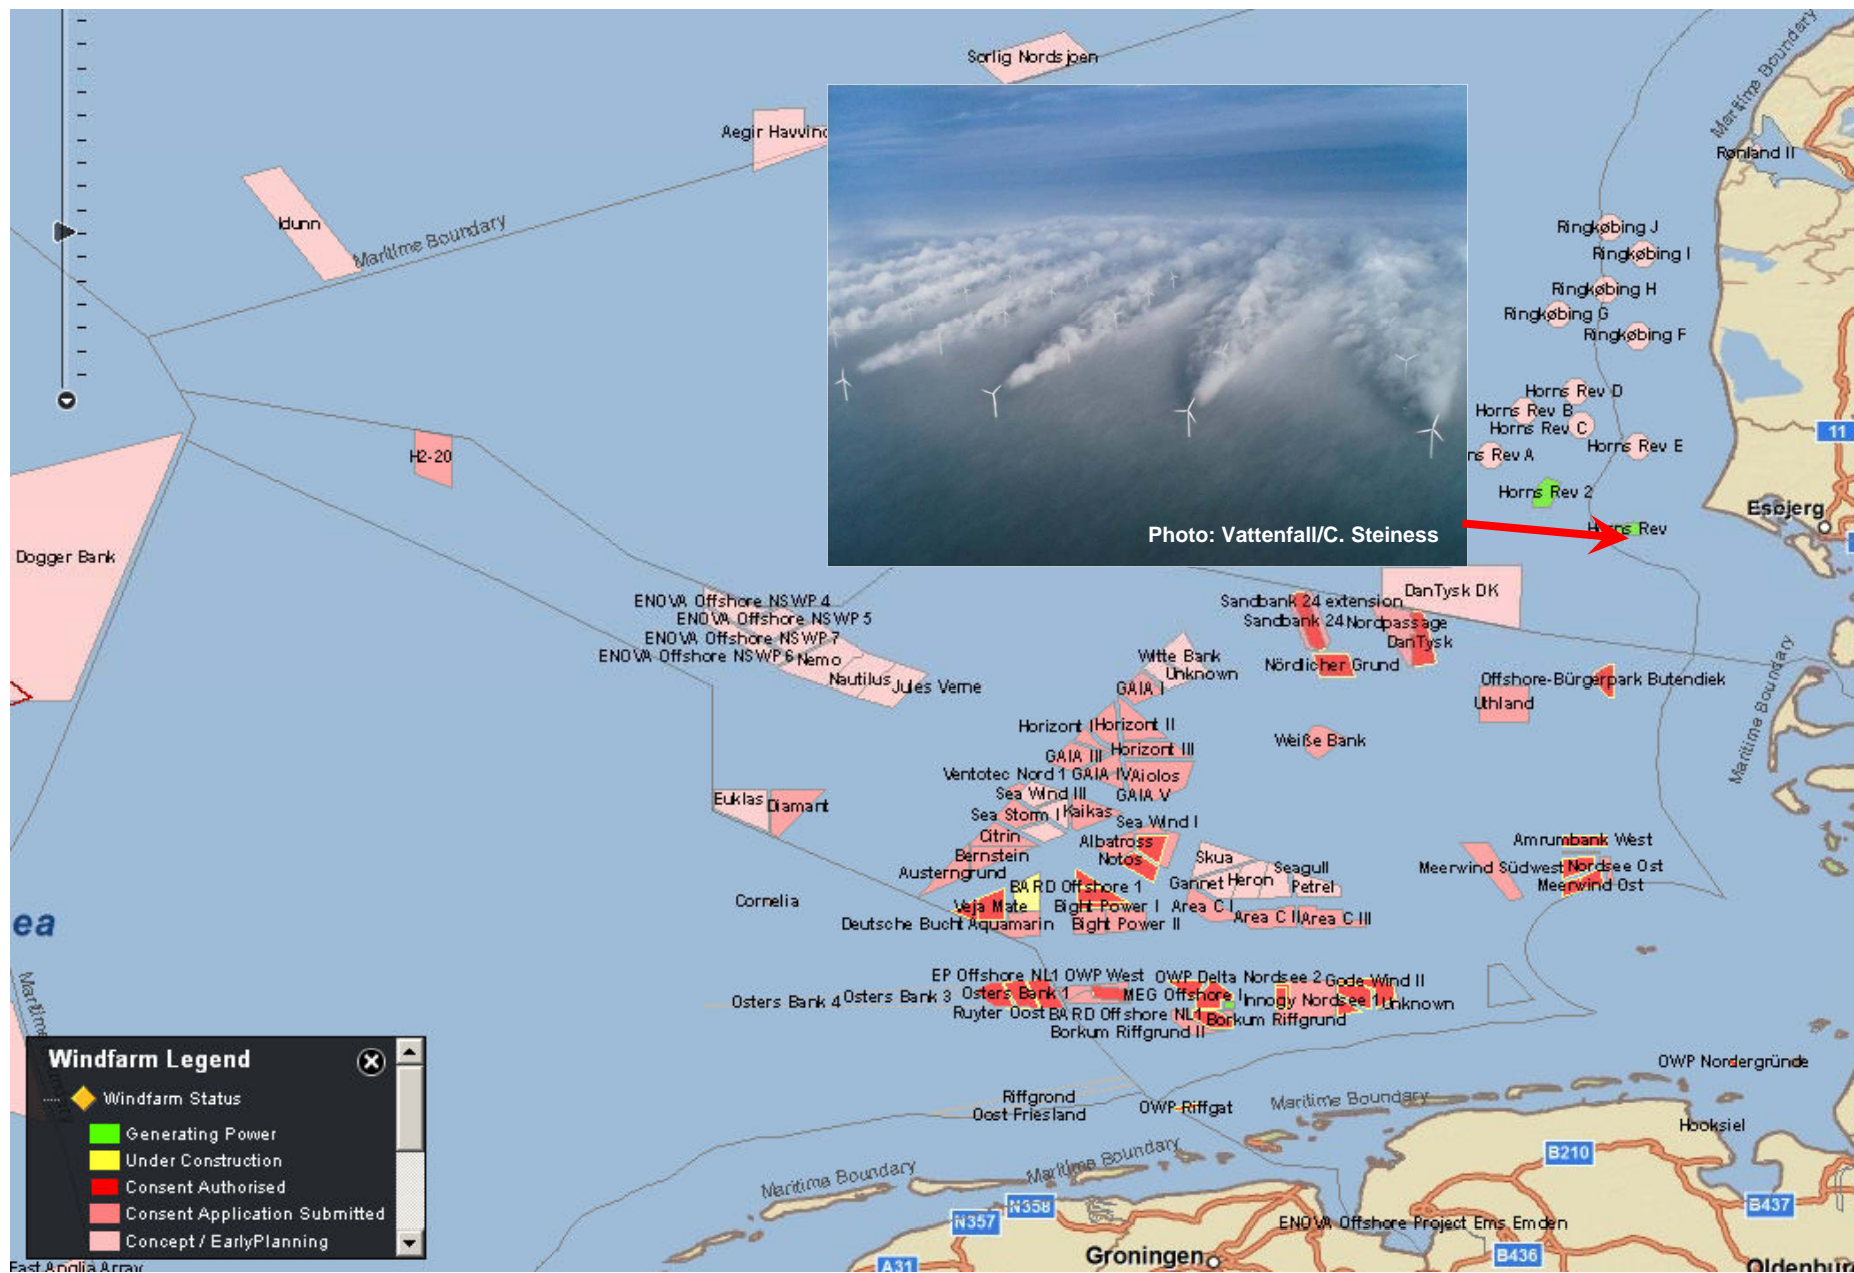 Sorlig Nordsjoen
Maritime Boundary
Aegir Havvind
Rønland II
Idunn
Maritime Boundary
Ringkøbing J
Ringkøbing I
Ringkøbing H
Ringkøbing G
Ringkøbing F
Horns Rev D
Horns Rev B
Horns Rev C
11
H2-20
Horns Rev E
ns Rev A
Horns Rev 2
Esbjerg
Horns Rev
Photo: Vattenfall/C. Steiness
Dogger Bank
DanTysk DK
ENOVA Offshore NSWP 4
Sandbank 24 extension
ENOVA Offshore NSWP 5
Sandbank 24
Nordpassage
ENOVA Offshore NSWP 7
DanTysk
ENOVA Offshore NSWP 6
Nemo
Witte Bank
Nördlicher Grund
Unknown
Nautilus
Jules Verne
GAIA I
Offshore-Bürgerpark Butendiek
Uthland
Maritime Boundary
Horizont I
Horizont II
Weiße Bank
GAIA III
Horizont III
Ventotec Nord 1
GAIA IV
Aiolos
Sea Wind III
GAIA V
Euklas
Diamant
Sea Storm I
Kaikas
Sea Wind I
Citrin
Albatross
Amrumbank West
Bernstein
Notos
Skua
Seagull
Meerwind Südwest
Nordsee Ost
Austerngrund
BARD Offshore 1
Gannet
Heron
Petrel
Meerwind Ost
Cornelia
Veja Mate
Bight Power I
Area C I
ea
Deutsche Bucht
Aquamarin
Bight Power II
Area C II
Area C III
Maritime Boundary
EP Offshore NL1
OWP West
OWP Delta Nordsee 2
Gode Wind II
Osters Bank 4
Osters Bank 3
Osters Bank 1
MEG Offshore I
Innogy Nordsee 1
Unknown
Ruyter Oost
BARD Offshore NL1
Borkum Riffgrund
Borkum Riffgrund II
Windfarm Legend
Windfarm Status
Generating Power
Under Construction
Consent Authorised
Consent Application Submitted
Concept / EarlyPlanning
OWP Nordergründe
Riffgrond
Oost Friesland
OWP Riffgat
Maritime Boundary
Hooksiel
Maritime Boundary
Maritime Boundary
B210
N358
N357
B437
ENOVA Offshore Project Ems Emden
Groningen
B436
A31
Oldenbur
East Anglia Array